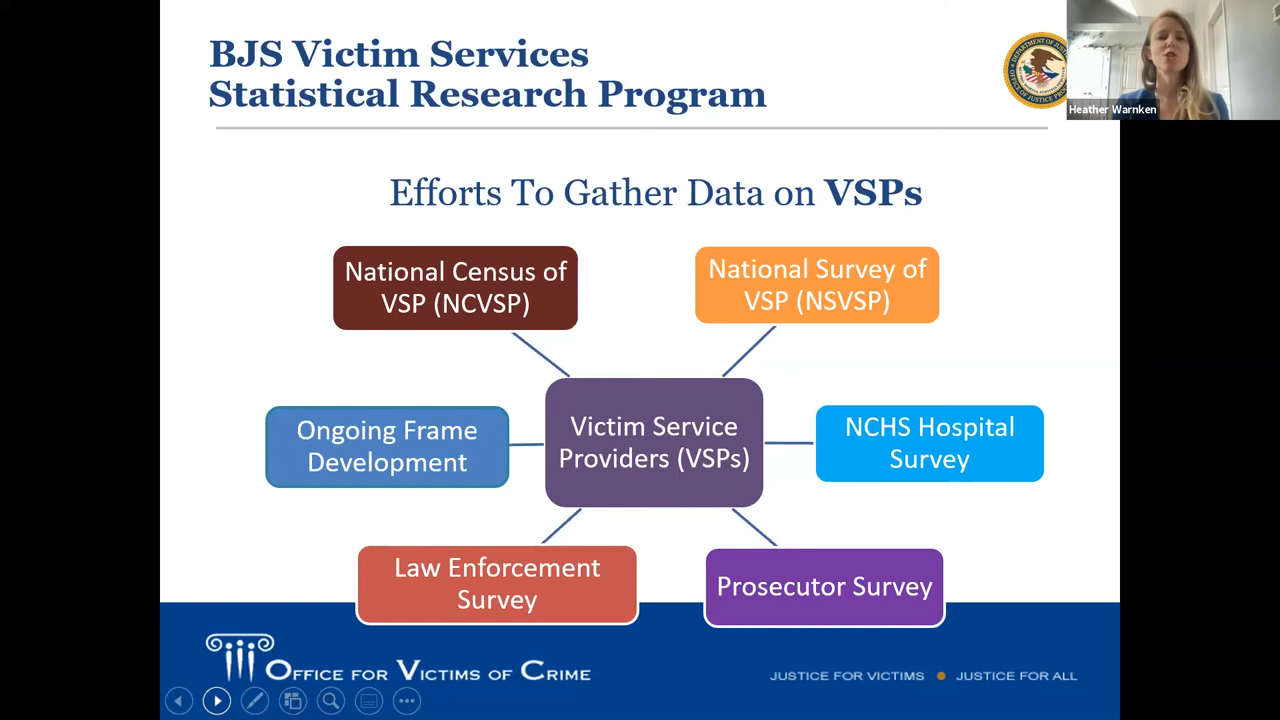 BJS Victim Services
Statistical Research Program
Heather Warnken
Efforts To Gather Data on VSPs
National Census of
VSP (NCVSP)
National Survey of
VSP (NSVSP)
Ongoing Frame
Development
Victim Service
Providers (VSPs)
NCHS Hospital
Survey
Law Enforcement
Survey
Prosecutor Survey
OFFICE FOR VICTIMS OF CRIME
JUSTICE FOR VICTIMS
JUSTICE FOR ALL